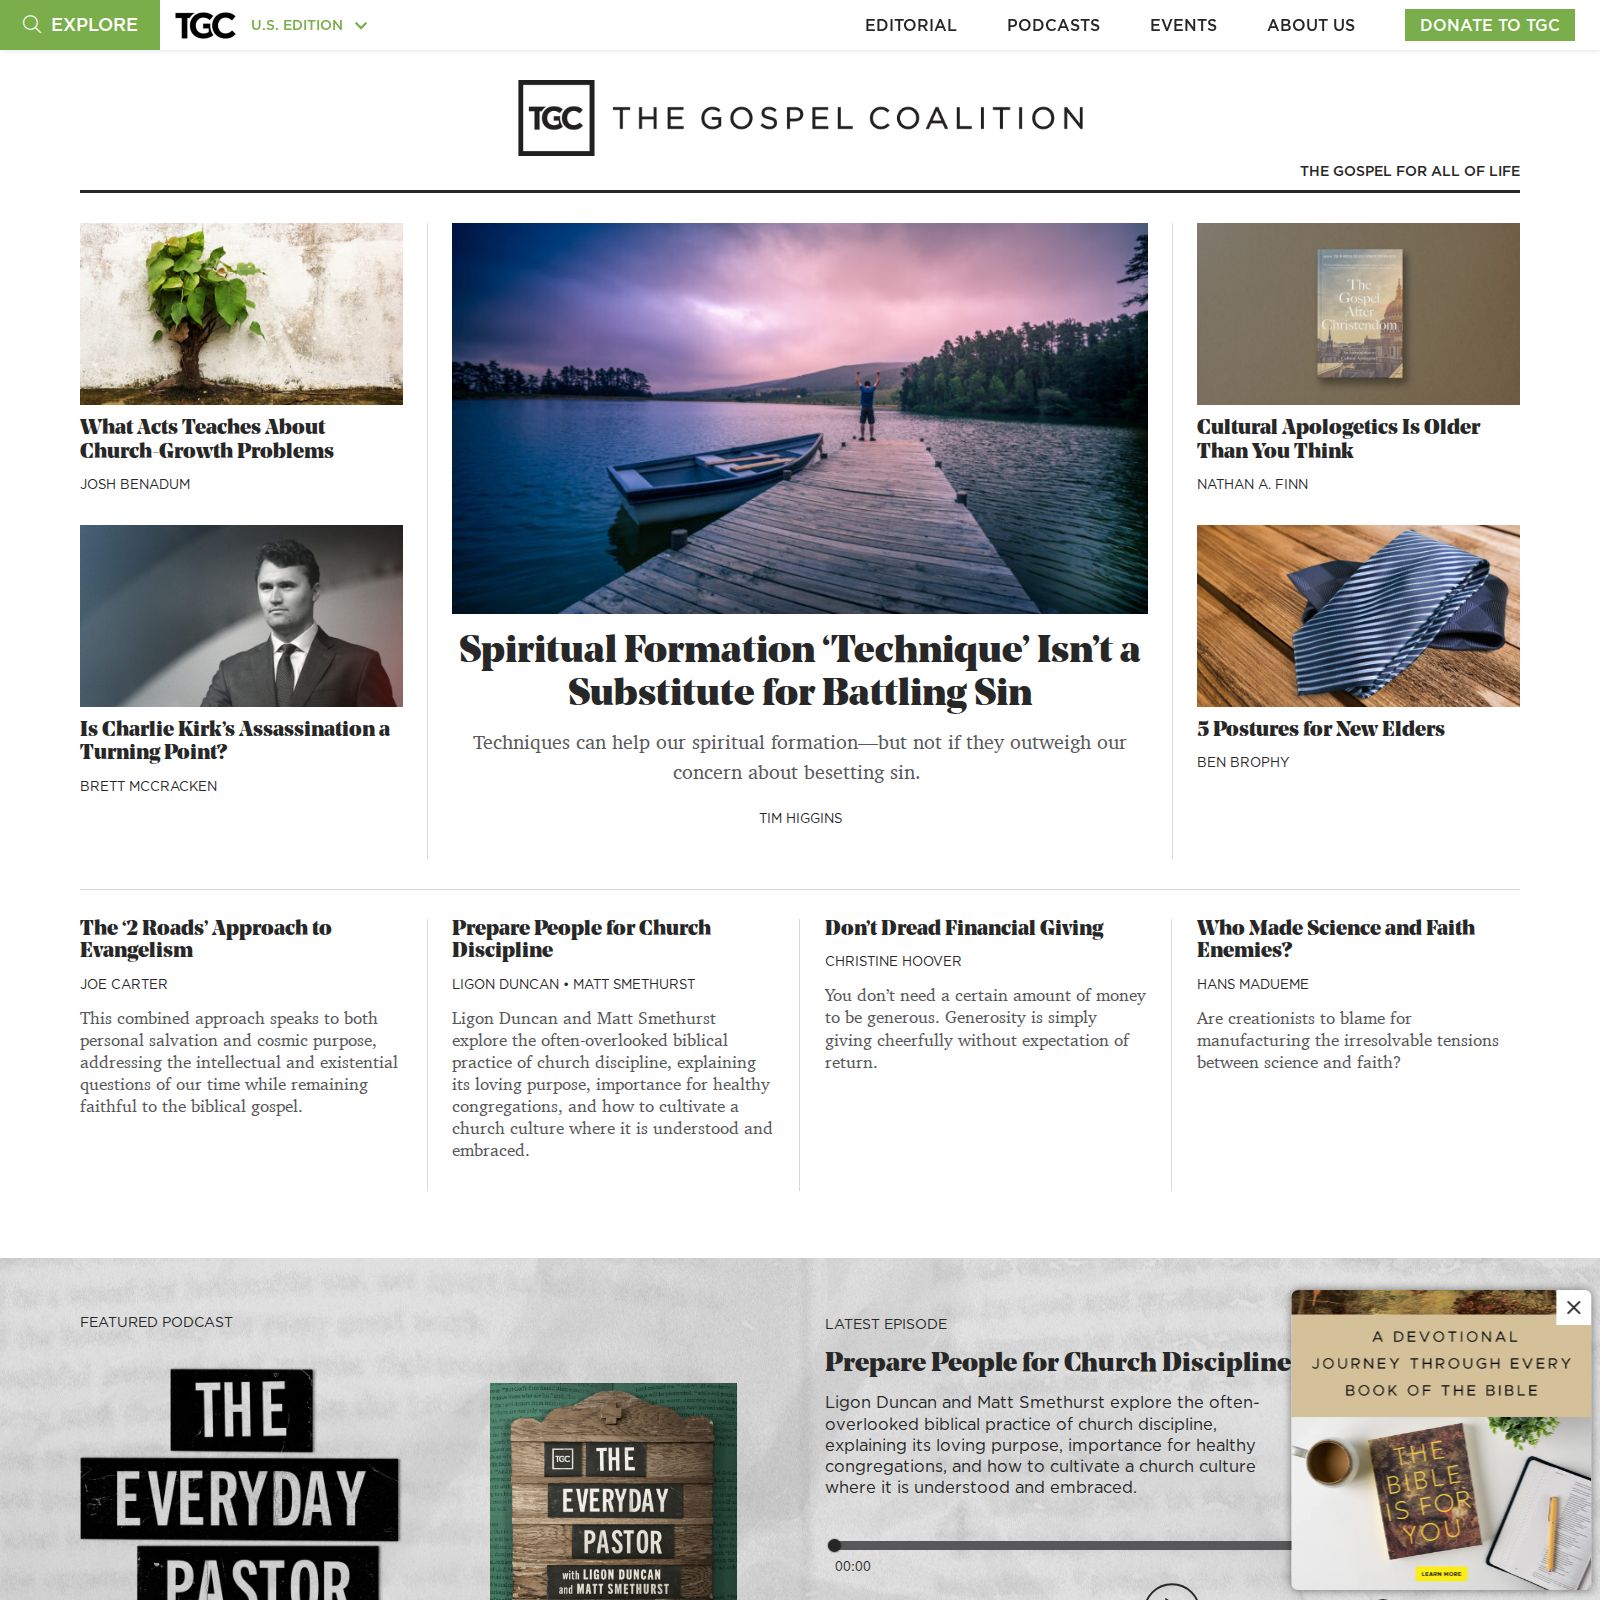 EXPLORE
TGC
U.S. EDITION
EDITORIAL
PODCASTS
EVENTS
ABOUT US
DONATE TO TGC
TGC
THE GOSPEL COALITION
THE GOSPEL FOR ALL OF LIFE
What Acts Teaches About
Church-Growth Problems
JOSH BENADUM
Is Charlie Kirk’s Assassination a
Turning Point?
BRETT MCCRACKEN
Spiritual Formation ‘Technique’ Isn’t a
Substitute for Battling Sin
Techniques can help our spiritual formation—but not if they outweigh our
concern about besetting sin.
TIM HIGGINS
The
Gospel
After
Christendom
Cultural Apologetics Is Older
Than You Think
NATHAN A. FINN
5 Postures for New Elders
BEN BROPHY
The ‘2 Roads’ Approach to
Evangelism
JOE CARTER
This combined approach speaks to both
personal salvation and cosmic purpose,
addressing the intellectual and existential
questions of our time while remaining
faithful to the biblical gospel.
Prepare People for Church
Discipline
LIGON DUNCAN • MATT SMETHURST
Ligon Duncan and Matt Smethurst
explore the often-overlooked biblical
practice of church discipline, explaining
its loving purpose, importance for healthy
congregations, and how to cultivate a
church culture where it is understood and
embraced.
Don’t Dread Financial Giving
CHRISTINE HOOVER
You don’t need a certain amount of money
to be generous. Generosity is simply
giving cheerfully without expectation of
return.
Who Made Science and Faith
Enemies?
HANS MADUEME
Are creationists to blame for
manufacturing the irresolvable tensions
between science and faith?
FEATURED PODCAST
THE
EVERYDAY
PASTOR
TGC
THE
EVERYDAY
PASTOR
with LIGON DUNCAN
and MATT SMETHURST
LATEST EPISODE
Prepare People for Church Discipline
Ligon Duncan and Matt Smethurst explore the often-
overlooked biblical practice of church discipline,
explaining its loving purpose, importance for healthy
congregations, and how to cultivate a church culture
where it is understood and embraced.
00:00
A DEVOTIONAL
JOURNEY THROUGH EVERY
BOOK OF THE BIBLE
THE
BIBLE
IS FOR
YOU
LEARN MORE